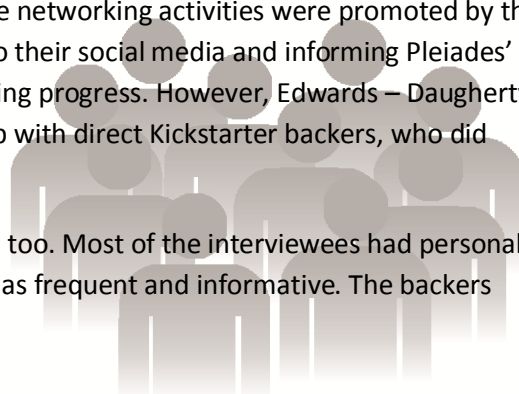 e networking activities were promoted by th
o their social media and informing Pleiades’
ing progress. However, Edwards – Daugherty
p with direct Kickstarter backers, who did
too. Most of the interviewees had personal
as frequent and informative. The backers